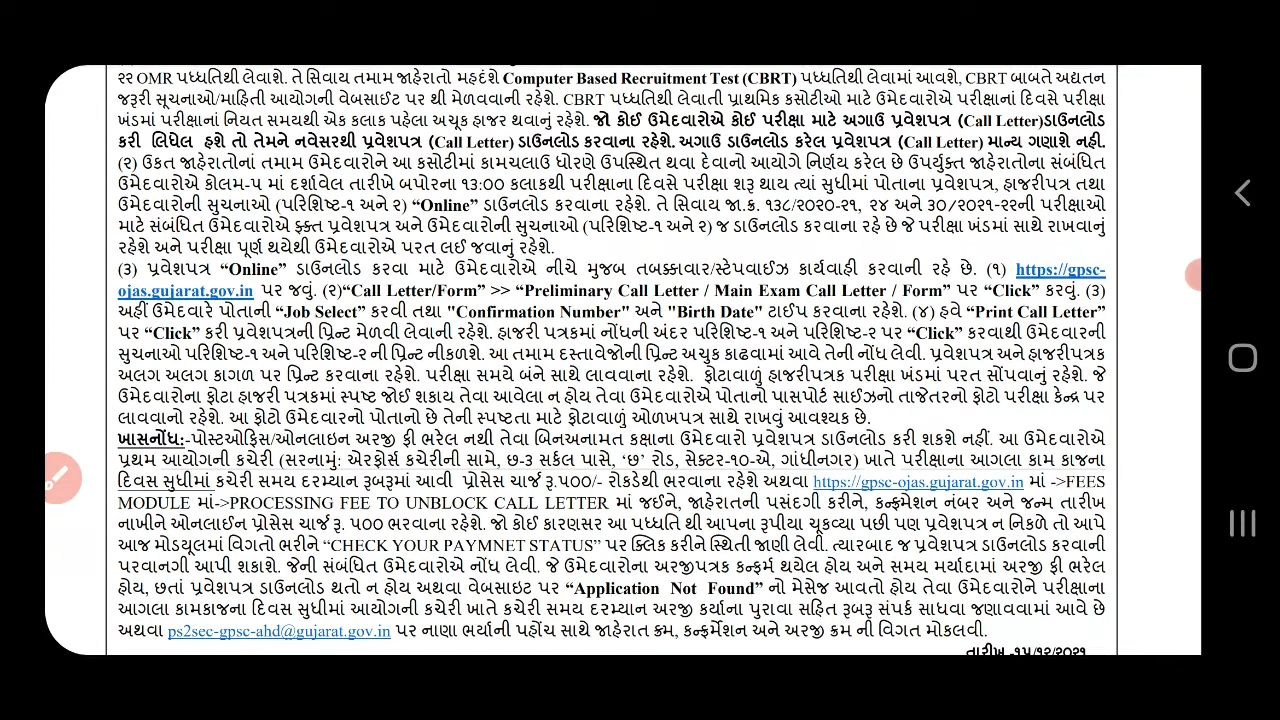 ૨૨ OMR પધ્ધતિથી લેવાશે. તે સિવાય તમામ જાહેરાતો મહદંશે Computer Based Recruitment Test (CBRT) પધ્ધતિથી લેવામાં આવશે, CBRT બાબતે અદ્યતન
જરૂરી સૂચનાઓ/માહિતી આયોગની વેબસાઈટ પર થી મેળવવાની રહેશે. CBRT પધ્ધતિથી લેવાતી પ્રાથમિક કસોટીઓ માટે ઉમેદવારોએ પરીક્ષાનાં દિવસે પરીક્ષા
ખંડમાં પરીક્ષાનાં નિયત સમયથી એક કલાક પહેલા અચૂક હાજર થવાનું રહેશે. જો કોઈ ઉમેદવારોએ કોઈ પરીક્ષા માટે અગાઉ પ્રવેશપત્ર (Call Letter)ડાઉનલોડ
કરી લિધેલ હશે તો તેમને નવેસરથી પ્રવેશપત્ર (Call Letter) ડાઉનલોડ કરવાના રહેશે. અગાઉ ડાઉનલોડ કરેલ પ્રવેશપત્ર (Call Letter) માન્ય ગણાશે નહી.
(૨) ઉકત જાહેરાતોનાં તમામ ઉમેદવારોને આ કસોટીમાં કામચલાઉ ધોરણે ઉપસ્થિત થવા દેવાનો આયોગે નિર્ણય કરેલ છે ઉપર્યુક્ત જાહેરાતોના સંબંધિત
ઉમેદવારોએ કોલમ-૫ માં દર્શાવેલ તારીખે બપોરના ૧૩:૦૦ કલાકથી પરીક્ષાના દિવસે પરીક્ષા શરૂ થાય ત્યાં સુધીમાં પોતાના પ્રવેશપત્ર, હાજરીપત્ર તથા
ઉમેદવારોની સુચનાઓ (પરિશિષ્ટ-૧ અને ૨) “Online” ડાઉનલોડ કરવાના રહેશે. તે સિવાય જા.ક્ર. ૧૩૮/૨૦૨૦-૨૧, ૨૪ અને ૩૦/૨૦૨૧-૨૨ની પરીક્ષાઓ
માટે સંબંધિત ઉમેદવારોએ ફક્ત પ્રવેશપત્ર અને ઉમેદવારોની સુચનાઓ (પરિશિષ્ટ-૧ અને ૨) જ ડાઉનલોડ કરવાના રહે છે જે પરીક્ષા ખંડમાં સાથે રાખવાનું
રહેશે અને પરીક્ષા પૂર્ણ થયેથી ઉમેદવારોએ પરત લઈ જવાનું રહેશે.
(૩) પ્રવેશપત્ર “Online” ડાઉનલોડ કરવા માટે ઉમેદવારોએ નીચે મુજબ તબક્કાવાર/સ્ટેપવાઈઝ કાર્યવાહી કરવાની રહે છે. (૧) https://gpsc-
ojas.gujarat.gov.in પર જવું. (૨)“Call Letter/Form” >> “Preliminary Call Letter / Main Exam Call Letter / Form” પર “Click” કરવું. (૩)
અહીં ઉમેદવારે પોતાની “Job Select” કરવી તથા "Confirmation Number" અને "Birth Date" ટાઈપ કરવાના રહેશે. (૪) હવે “Print Call Letter”
પર “Click” કરી પ્રવેશપત્રની પ્રિન્ટ મેળવી લેવાની રહેશે. હાજરી પત્રકમાં નોંધની અંદર પરિશિષ્ટ-૧ અને પરિશિષ્ટ-૨ પર “Click” કરવાથી ઉમેદવારની
સુચનાઓ પરિશિષ્ટ-૧ અને પરિશિષ્ટ-૨ ની પ્રિન્ટ નીકળશે. આ તમામ દસ્તાવેજોની પ્રિન્ટ અચુક કાઢવામાં આવે તેની નોંધ લેવી. પ્રવેશપત્ર અને હાજરીપત્રક
અલગ અલગ કાગળ પર પ્રિન્ટ કરવાના રહેશે. પરીક્ષા સમયે બંને સાથે લાવવાના રહેશે. ફોટાવાળું હાજરીપત્રક પરીક્ષા ખંડમાં પરત સોંપવાનું રહેશે. જે
ઉમેદવારોના ફોટા હાજરી પત્રકમાં સ્પષ્ટ જોઈ શકાય તેવા આવેલા ન હોય તેવા ઉમેદવારોએ પોતાનો પાસપોર્ટ સાઈઝનો તાજેતરનો ફોટો પરીક્ષા કેન્દ્ર પર
લાવવાનો રહેશે. આ ફોટો ઉમેદવારનો પોતાનો છે તેની સ્પષ્ટતા માટે ફોટાવાળું ઓળખપત્ર સાથે રાખવું આવશ્યક છે.
ખાસનોંધ:-પોસ્ટઓફિસ/ઓનલાઇન અરજી ફી ભરેલ નથી તેવા બિનઅનામત કક્ષાના ઉમેદવારો પ્રવેશપત્ર ડાઉનલોડ કરી શકશે નહીં. આ ઉમેદવારોએ
પ્રથમ આયોગની કચેરી (સરનામું: એરફોર્સ કચેરીની સામે, છ-૩ સર્કલ પાસે, ‘છ’ રોડ, સેક્ટર-૧૦-એ, ગાંધીનગર) ખાતે પરીક્ષાના આગલા કામ કાજના
દિવસ સુધીમાં કચેરી સમય દરમ્યાન રૂબરૂમાં આવી પ્રોસેસ ચાર્જ રૂ.૫૦૦/- રોકડેથી ભરવાના રહેશે અથવા https://gpsc-ojas.gujarat.gov.in માં ->FEES
MODULE માં->PROCESSING FEE TO UNBLOCK CALL LETTER માં જઈને, જાહેરાતની પસંદગી કરીને, કન્ફ્રમેશન નંબર અને જન્મ તારીખ
નાખીને ઓનલાઈન પ્રોસેસ ચાર્જ રૂ. ૫૦૦ ભરવાના રહેશે. જો કોઈ કારણસર આ પધ્ધતિ થી આપના રૂપીયા ચૂકવ્યા પછી પણ પ્રવેશપત્ર ન નિકળે તો આપે
આજ મોડયૂલમાં વિગતો ભરીને “CHECK YOUR PAYMNET STATUS” પર ક્લિક કરીને સ્થિતી જાણી લેવી. ત્યારબાદ જ પ્રવેશપત્ર ડાઉનલોડ કરવાની
પરવાનગી આપી શકાશે. જેની સંબંધિત ઉમેદવારોએ નોંધ લેવી. જે ઉમેદવારોના અરજીપત્રક કન્ફર્મ થયેલ હોય અને સમય મર્યાદામાં અરજી ફી ભરેલ
હોય, છતાં પ્રવેશપત્ર ડાઉનલોડ થતો ન હોય અથવા વેબસાઇટ પર “Application Not Found” નો મેસેજ આવતો હોય તેવા ઉમેદવારોને પરીક્ષાના
આગલા કામકાજના દિવસ સુધીમાં આયોગની કચેરી ખાતે કચેરી સમય દરમ્યાન અરજી કર્યાના પુરાવા સહિત રૂબરૂ સંપર્ક સાધવા જણાવવામાં આવે છે
અથવા ps2sec-gpsc-ahd@gujarat.gov.in પર નાણા ભર્યાની પહોંચ સાથે જાહેરાત ક્રમ, કન્ફ્રર્મેશન અને અરજી ક્રમ ની વિગત મોકલવી.
તારીખ -૧૫/૧૨/૨૦૨૧